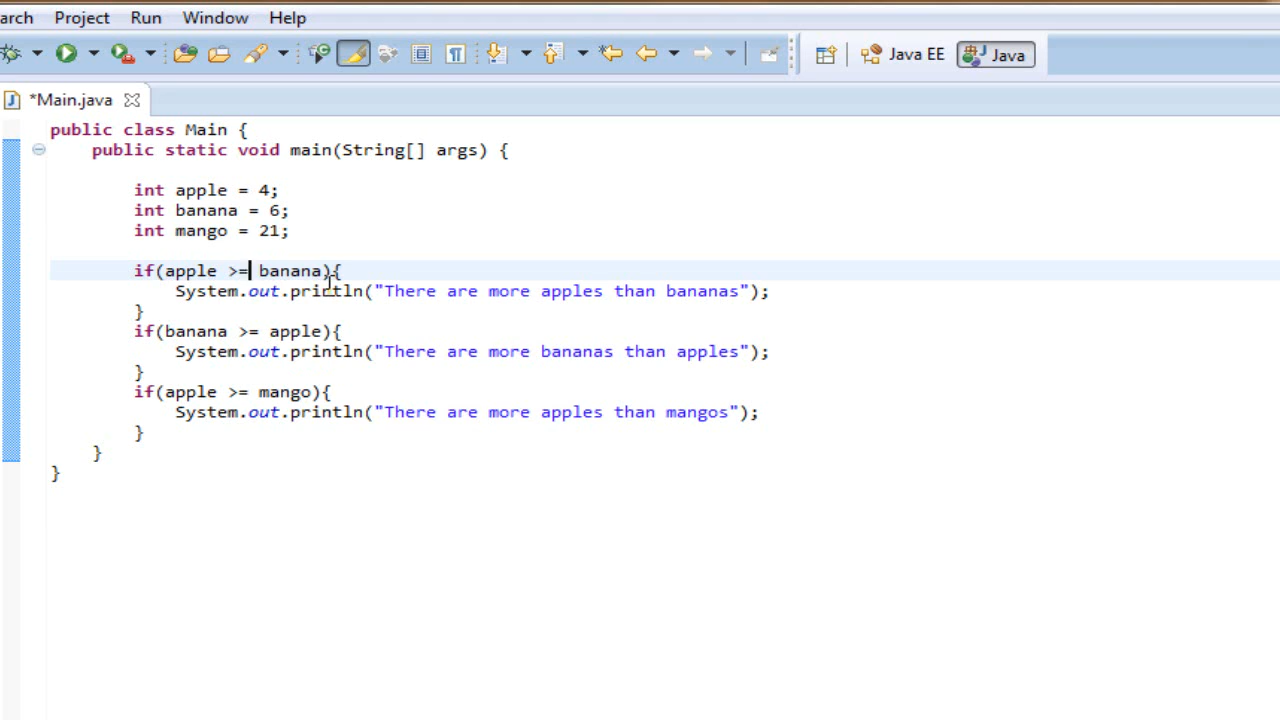 arch Project Run Window Help
Java EE Java
*Main.java
public class Main {
public static void main(String[] args) {
int apple = 4;
int banana = 6;
int mango = 21;
if(apple >= banana){
System.out.println("There are more apples than bananas");
}
if(banana >= apple){
System.out.println("There are more bananas than apples");
}
if(apple >= mango){
System.out.println("There are more apples than mangos");
}
}
}